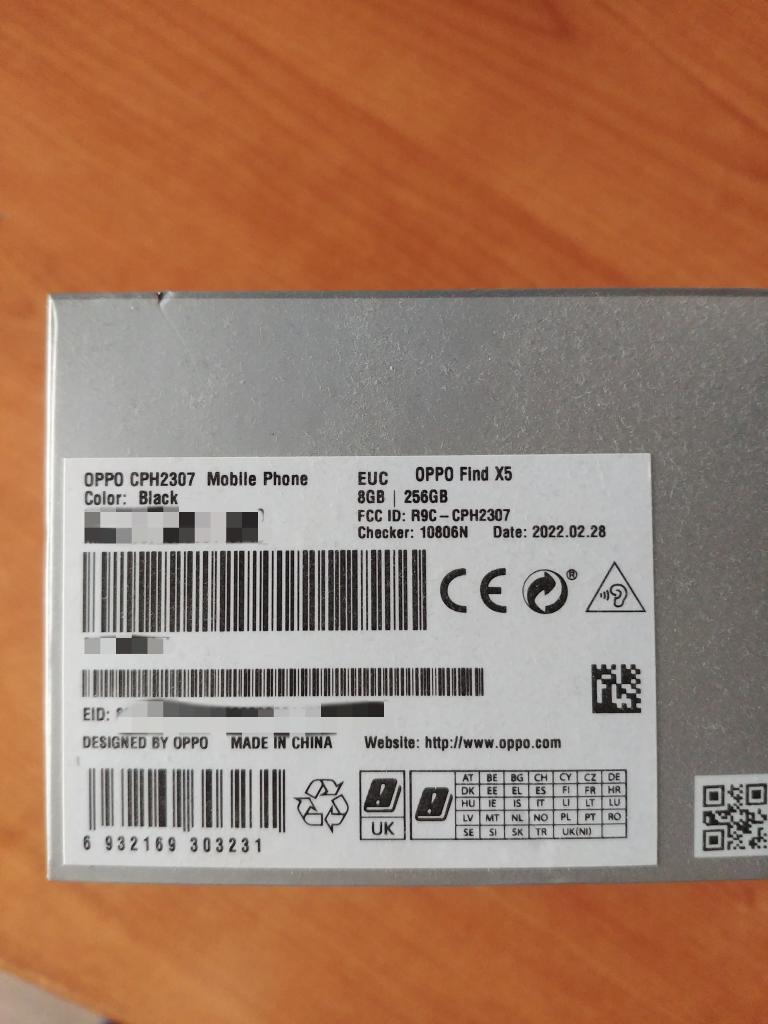 OPPO CPH2307 Mobile Phone
EUC OPPO Find X5
Color: Black
8GB | 256GB
FCC ID: R9C-CPH2307
Checker: 10806N Date: 2022.02.28
CE
®
EID:
DESIGNED BY OPPO MADE IN CHINA Website: http://www.oppo.com
6 932169 303231
UK
AT BE BG CH CY CZ DE
DK EE EL ES FI FR HR
HU IE IS IT LI LT LU
LV MT NL NO PL PT RO
SE SI SK TR UK(NI)